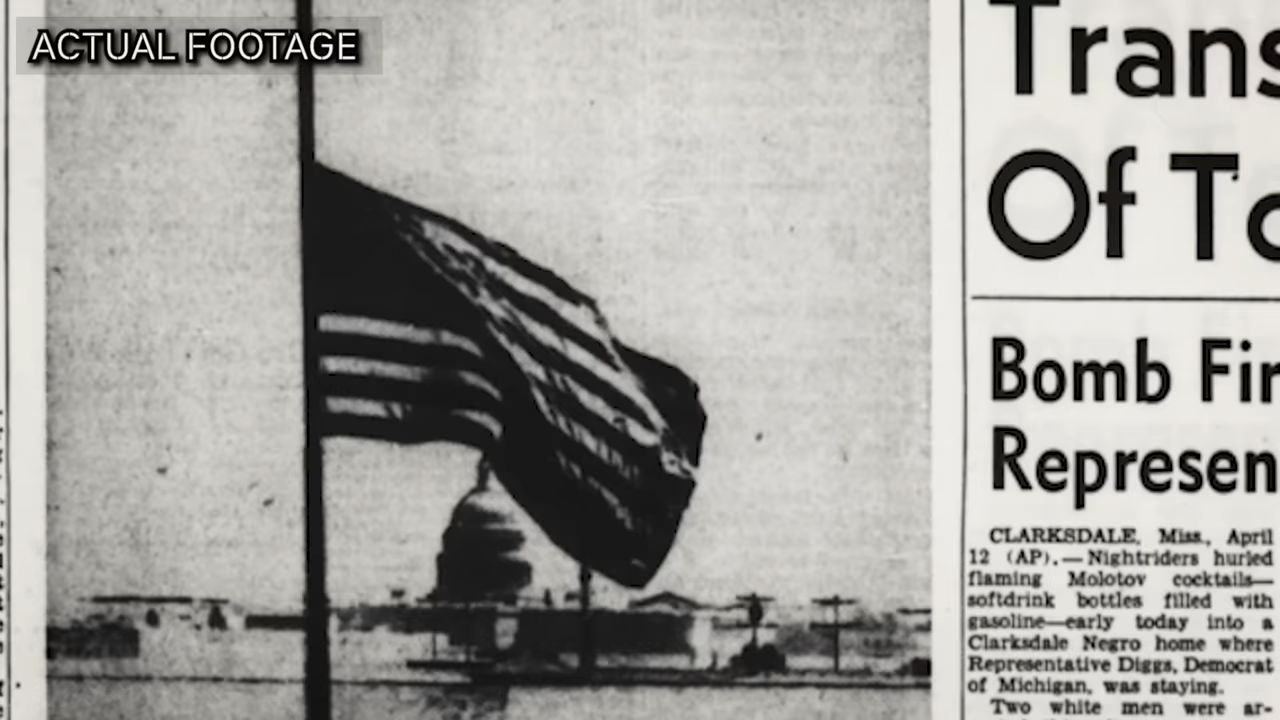 ACTUAL FOOTAGE
Trans
Of To
Bomb Fir
Represen
CLARKSDALE, Miss., April
12 (AP).—Nightriders hurled
flaming Molotov cocktails—
softdrink bottles filled with
gasoline—early today into a
Clarksdale Negro home where
Representative Diggs, Democrat
of Michigan, was staying.
Two white men were ar-